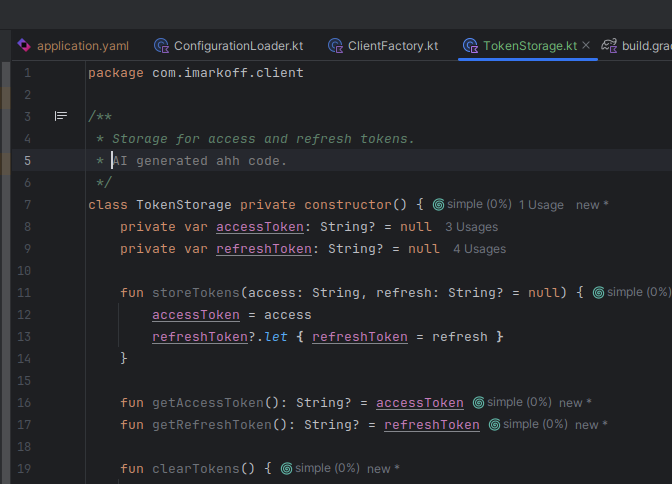 application.yaml ConfigurationLoader.kt ClientFactory.kt TokenStorage.kt build.grad
1 package com.imarkoff.client
2
3 /**
4 * Storage for access and refresh tokens.
5 * AI generated ahh code.
6 */
7 class TokenStorage private constructor() { simple (0%) 1 Usage new *
8 private var accessToken: String? = null 3 Usages
9 private var refreshToken: String? = null 4 Usages
10
11 fun storeTokens(access: String, refresh: String? = null) { simple (0%)
12 accessToken = access
13 refreshToken?.let { refreshToken = refresh }
14 }
15
16 fun getAccessToken(): String? = accessToken simple (0%) new *
17 fun getRefreshToken(): String? = refreshToken simple (0%) new *
18
19 fun clearTokens() { simple (0%) new *